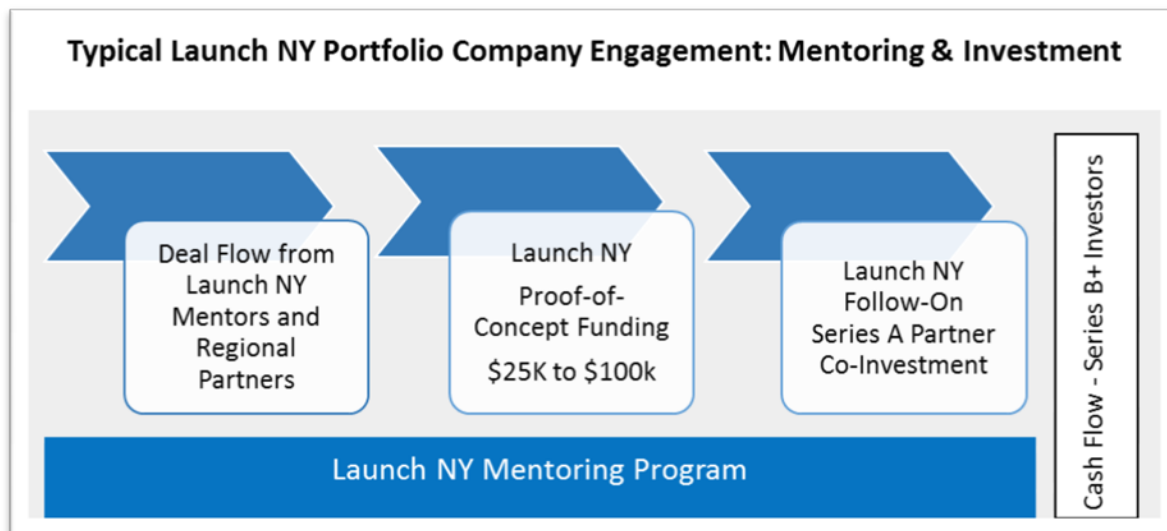 Typical Launch NY Portfolio Company Engagement: Mentoring & Investment
Deal Flow from
Launch NY
Mentors and
Regional
Partners
Launch NY
Proof-of-
Concept Funding
$25K to $100k
Launch NY
Follow-On
Series A Partner
Co-Investment
Cash Flow - Series B+ Investors
Launch NY Mentoring Program